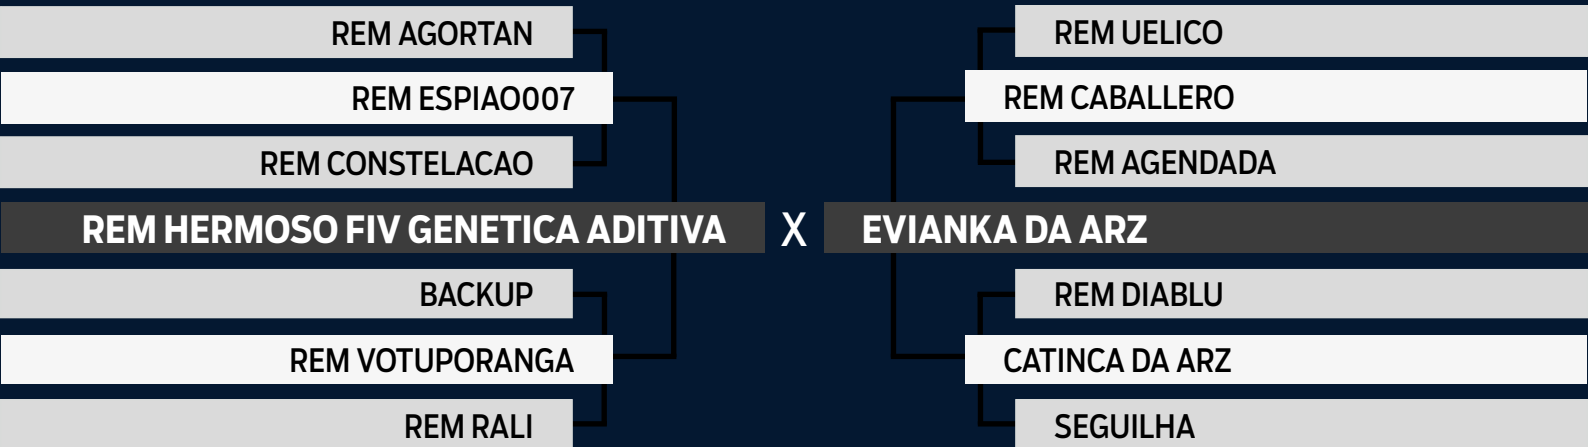 REM AGORTAN
REM UELICO
REM ESPIAO007
REM CABALLERO
REM CONSTELACAO
REM AGENDADA
REM HERMOSO FIV GENETICA ADITIVA X EVIANKA DA ARZ
BACKUP
REM DIABLU
REM VOTUPORANGA
CATINCA DA ARZ
REM RALI
SEGUILHA